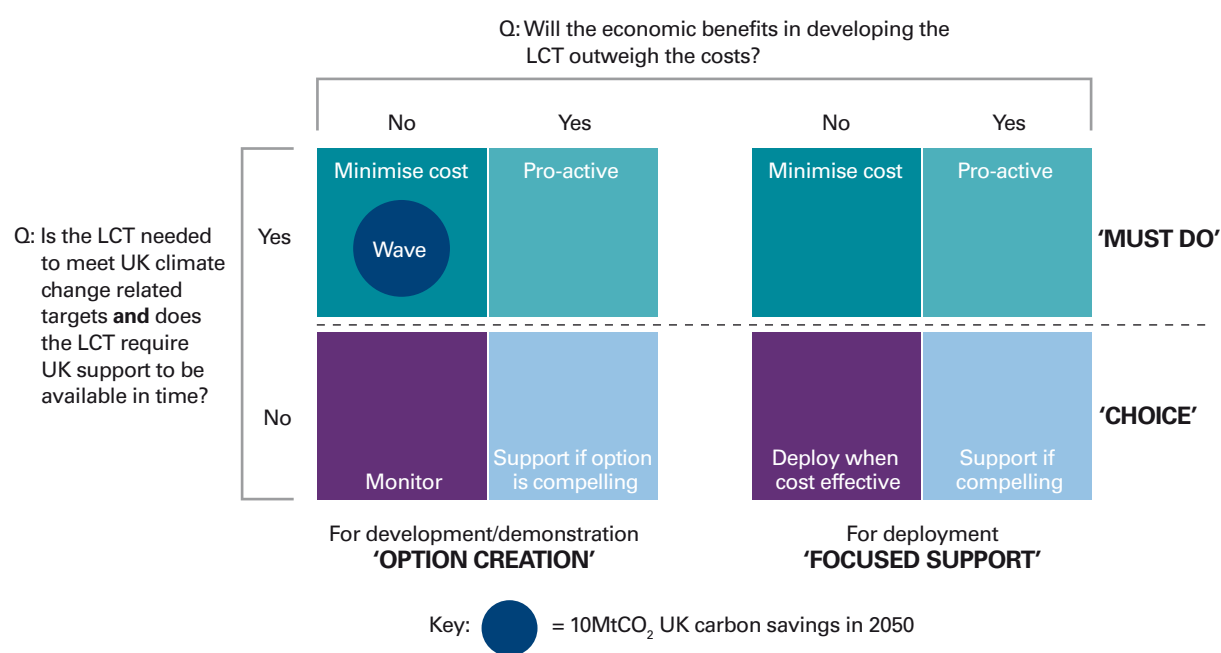 Q: Will the economic benefits in developing the
LCT outweigh the costs?
No
Yes
No
Yes
Q: Is the LCT needed
to meet UK climate
change related
targets and does
the LCT require
UK support to be
available in time?
Yes
Minimise cost
Pro-active
Minimise cost
Pro-active
Wave
'MUST DO'
No
Monitor
Support if option
is compelling
Deploy when
cost effective
Support if
compelling
'CHOICE'
For development/demonstration
'OPTION CREATION'
For deployment
'FOCUSED SUPPORT'
Key: = 10MtCO₂ UK carbon savings in 2050